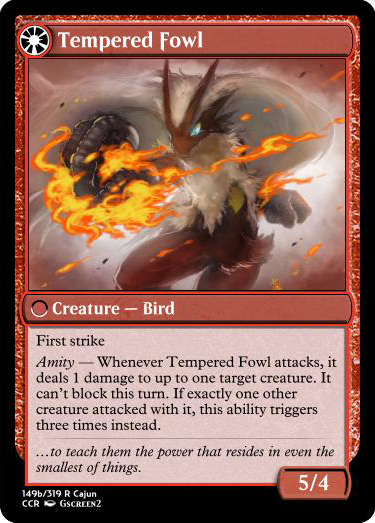 Tempered Fowl
Creature — Bird
First strike
Amity — Whenever Tempered Fowl attacks, it
deals 1 damage to up to one target creature. It
can't block this turn. If exactly one other
creature attacked with it, this ability triggers
three times instead.
...to teach them the power that resides in even the
smallest of things.
5/4
149b/319 R Cajun
CCR Gscreen2